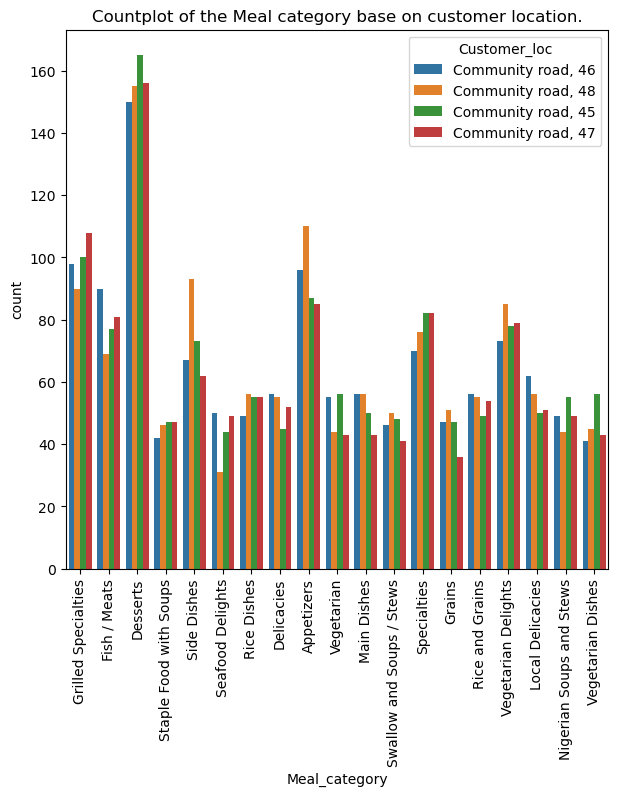 Countplot of the Meal category base on customer location.
Customer_loc
Community road, 46
Community road, 48
Community road, 45
Community road, 47
count
160
140
120
100
80
60
40
20
0
Grilled Specialties
Fish / Meats
Desserts
Staple Food with Soups
Side Dishes
Seafood Delights
Rice Dishes
Delicacies
Appetizers
Vegetarian
Main Dishes
Swallow and Soups / Stews
Specialties
Grains
Rice and Grains
Vegetarian Delights
Local Delicacies
Nigerian Soups and Stews
Vegetarian Dishes
Meal_category